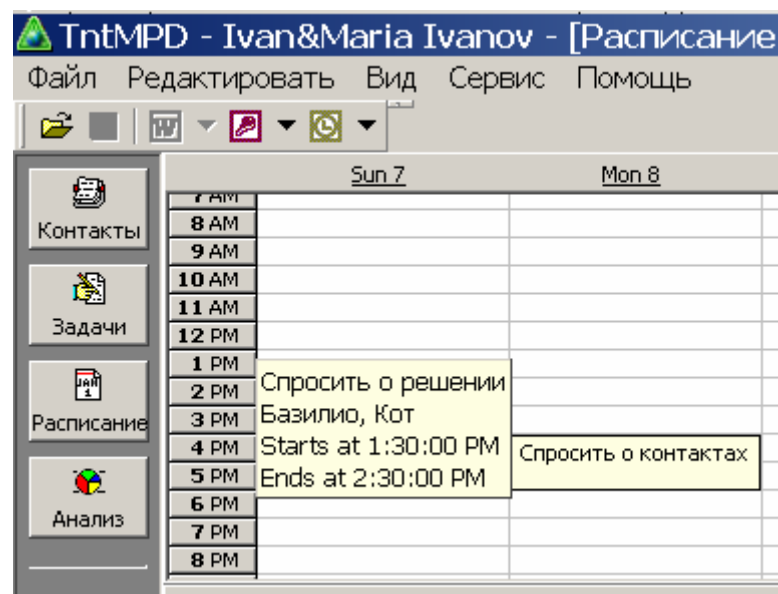 TntMPD - Ivan&Maria Ivanov - [Расписание
Файл Редактировать Вид Сервис Помощь
Sun 7 Mon 8
Контакты
Задачи
Расписание
Анализ
7 AM
8 AM
9 AM
10 AM
11 AM
12 PM
1 PM
2 PM
3 PM
4 PM
5 PM
6 PM
7 PM
8 PM
Спросить о решении
Базилио, Кот
Starts at 1:30:00 PM
Ends at 2:30:00 PM
Спросить о контактах